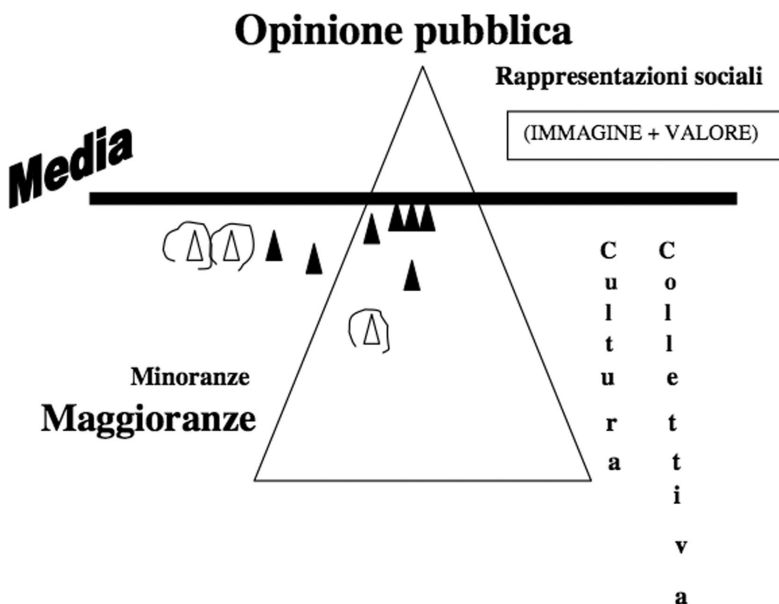 Opinione pubblica
Rappresentazioni sociali
(IMMAGINE + VALORE)
Media
Cultura
Collettiva
Minoranze
Maggioranze